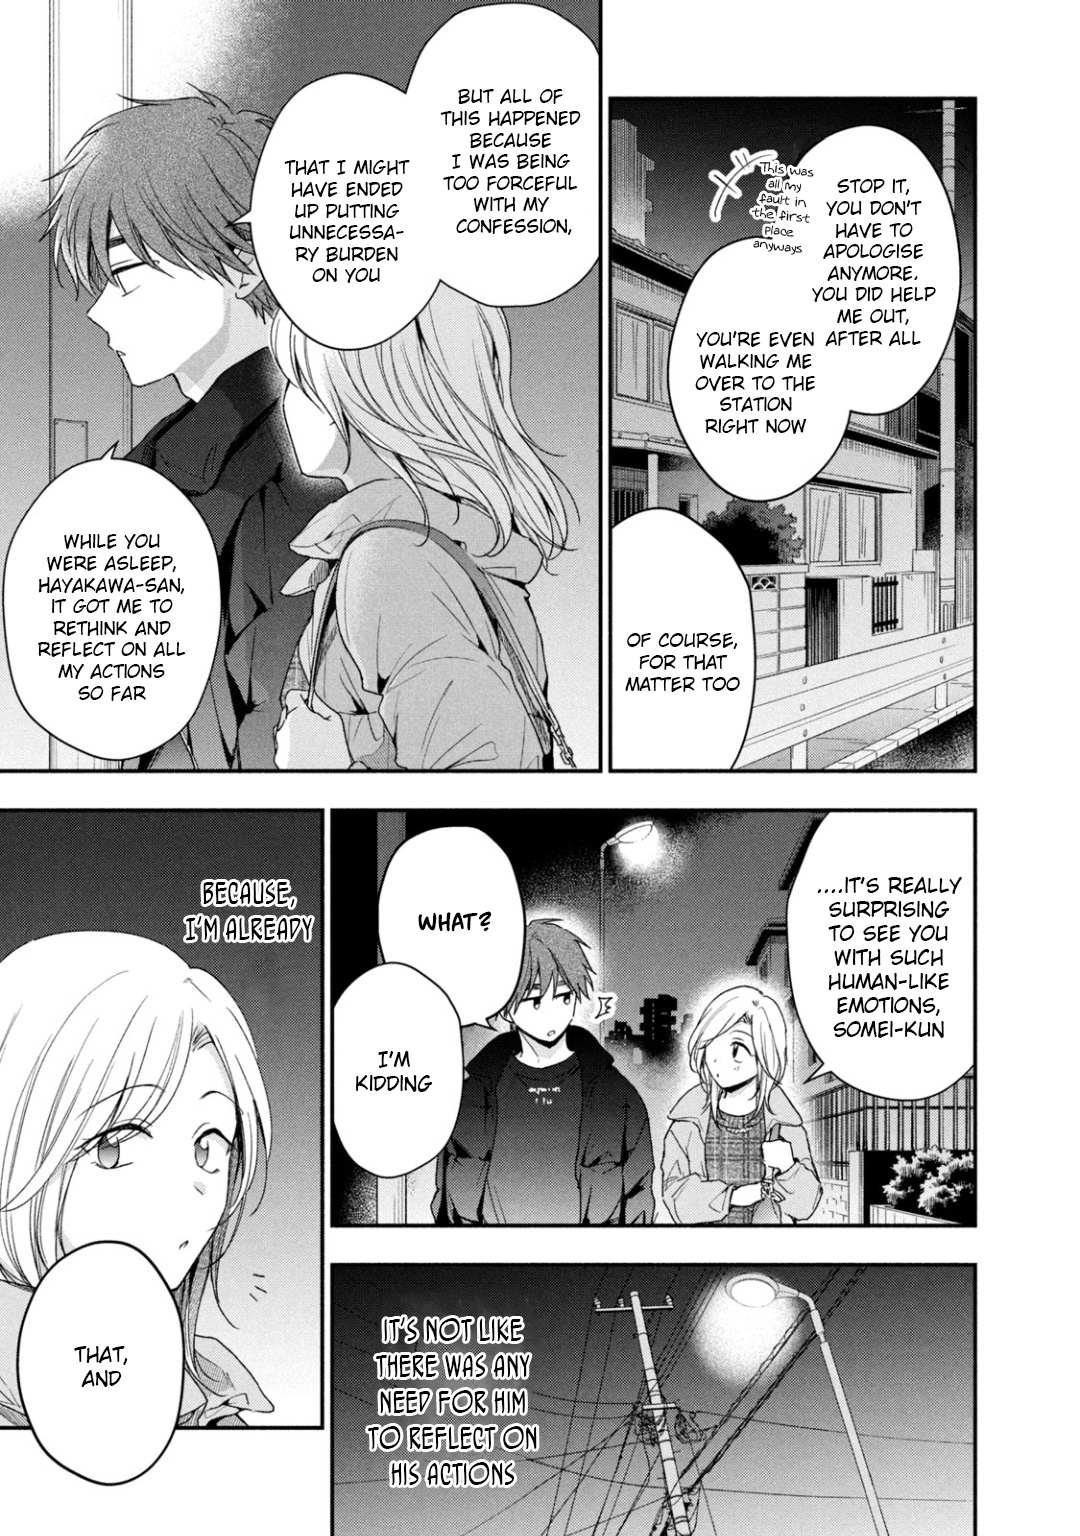 STOP IT,
YOU DON'T
HAVE TO
APOLOGISE
ANYMORE.
YOU DID HELP
ME OUT,
AFTER ALL
This was
all my
fault in
the first
place
anyways
YOU'RE EVEN
WALKING ME
OVER TO THE
STATION
RIGHT NOW
OF COURSE,
FOR THAT
MATTER TOO
BUT ALL OF
THIS HAPPENED
BECAUSE
I WAS BEING
TOO FORCEFUL
WITH MY
CONFESSION,
THAT I MIGHT
HAVE ENDED
UP PUTTING
UNNECESSA-
RY BURDEN
ON YOU
WHILE YOU
WERE ASLEEP,
HAYAKAWA-SAN,
IT GOT ME TO
RETHINK AND
REFLECT ON ALL
MY ACTIONS
SO FAR
....IT'S REALLY
SURPRISING
TO SEE YOU
WITH SUCH
HUMAN-LIKE
EMOTIONS,
SOMEI-KUN
WHAT?
I'M
KIDDING
IT'S NOT LIKE
THERE WAS ANY
NEED FOR HIM
TO REFLECT ON
HIS ACTIONS
BECAUSE,
I'M ALREADY
THAT,
AND